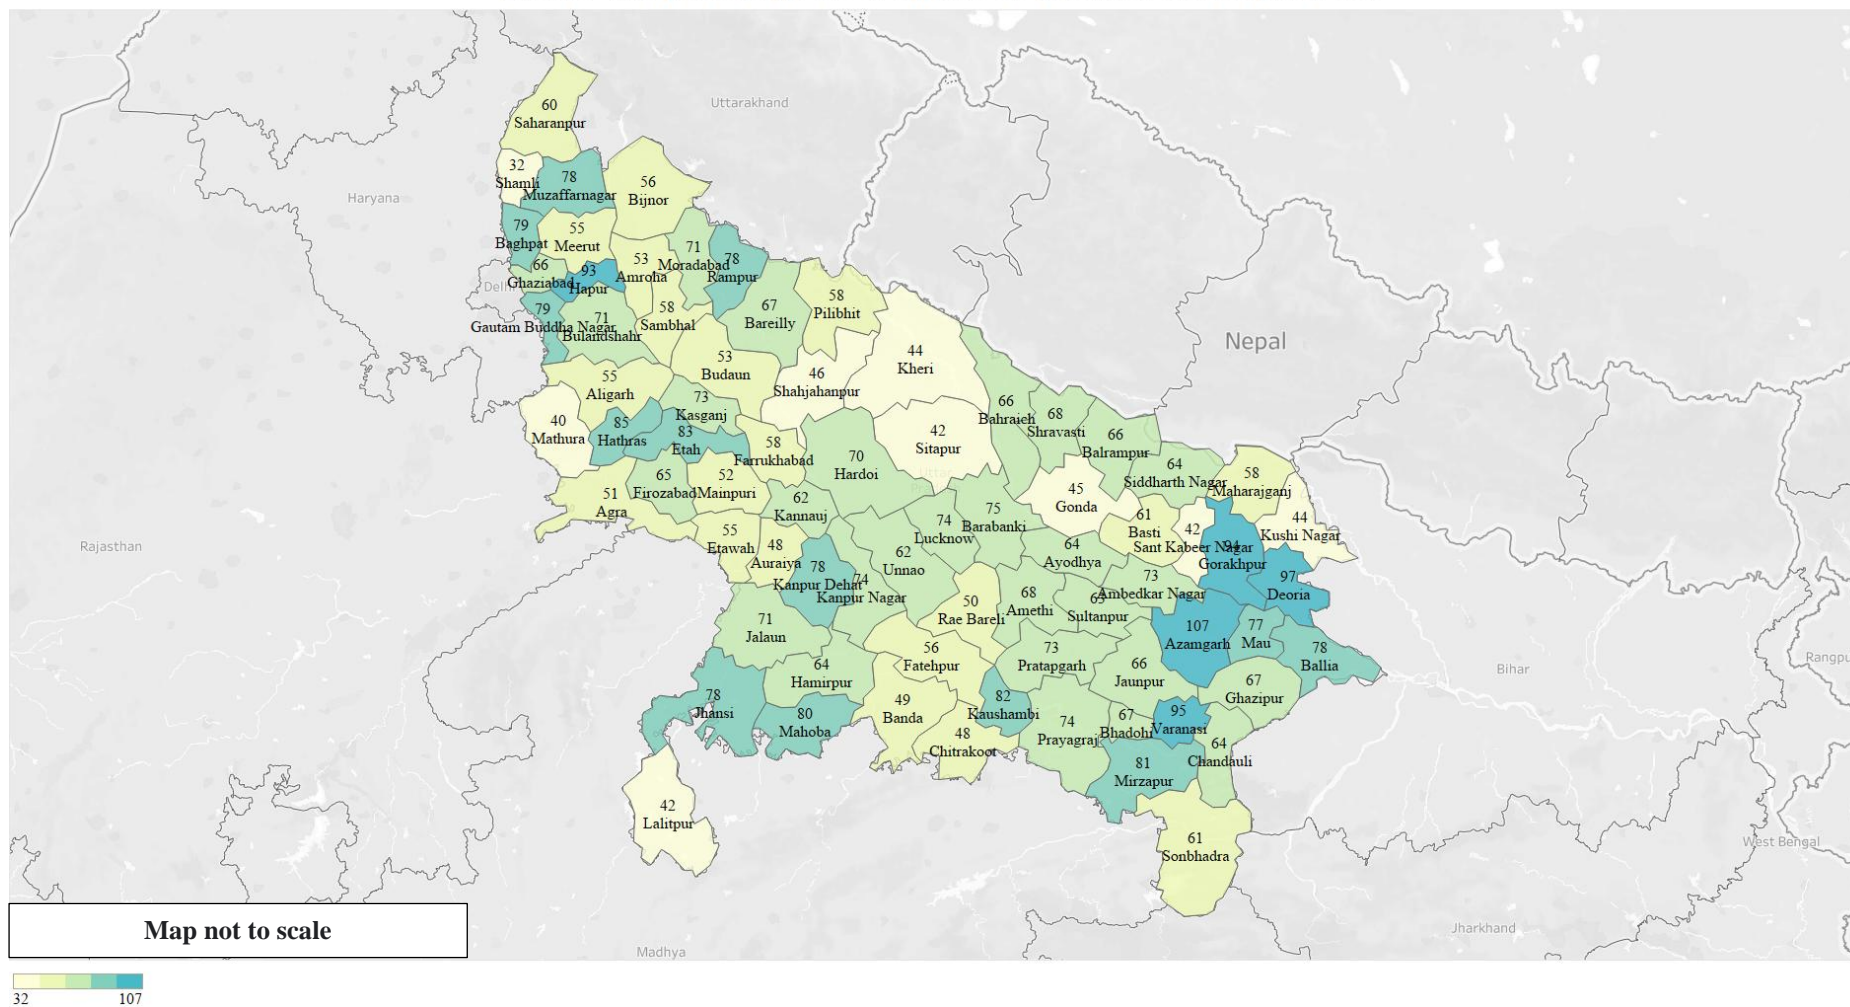 Uttarakhand
60
Saharanpur
32
Shamli
78
Muzaffarnagar
56
Bijnor
Haryana
79
Baghpat
55
Meerut
71
Moradabad
78
Rampur
53
Amroha
66
Ghaziabad
93
Hapur
Delhi
79
Gautam Buddha Nagar
71
Bulandshahr
58
Sambhal
67
Bareilly
58
Pilibhit
Nepal
53
Budaun
46
Shahjahanpur
44
Kheri
55
Aligarh
73
Kasganj
40
Mathura
85
Hathras
83
Etah
58
Farrukhabad
70
Hardoi
42
Sitapur
Uttar
66
Bahraich
68
Shravasti
66
Balrampur
64
Siddharth Nagar
58
Maharajganj
51
Agra
65
Firozabad
52
Mainpuri
62
Kannauj
45
Gonda
61
Basti
42
Sant Kabeer Nagar
94
Gorakhpur
44
Kushi Nagar
Rajasthan
55
Etawah
48
Auraiya
78
Kanpur Dehat
74
Kanpur Nagar
62
Unnao
74
Lucknow
75
Barabanki
64
Ayodhya
73
Ambedkar Nagar
97
Deoria
71
Jalaun
50
Rae Bareli
68
Amethi
Sultanpur
107
Azamgarh
77
Mau
78
Ballia
Bihar
Rangpu
64
Hamirpur
56
Fatehpur
73
Pratapgarh
66
Jaunpur
67
Ghazipur
78
Jhansi
80
Mahoba
49
Banda
48
Chitrakoot
82
Kaushambi
74
Prayagraj
67
Bhadohi
95
Varanasi
64
Chandauli
81
Mirzapur
42
Lalitpur
61
Sonbhadra
West Bengal
Jharkhand
Madhya
Map not to scale
32 107